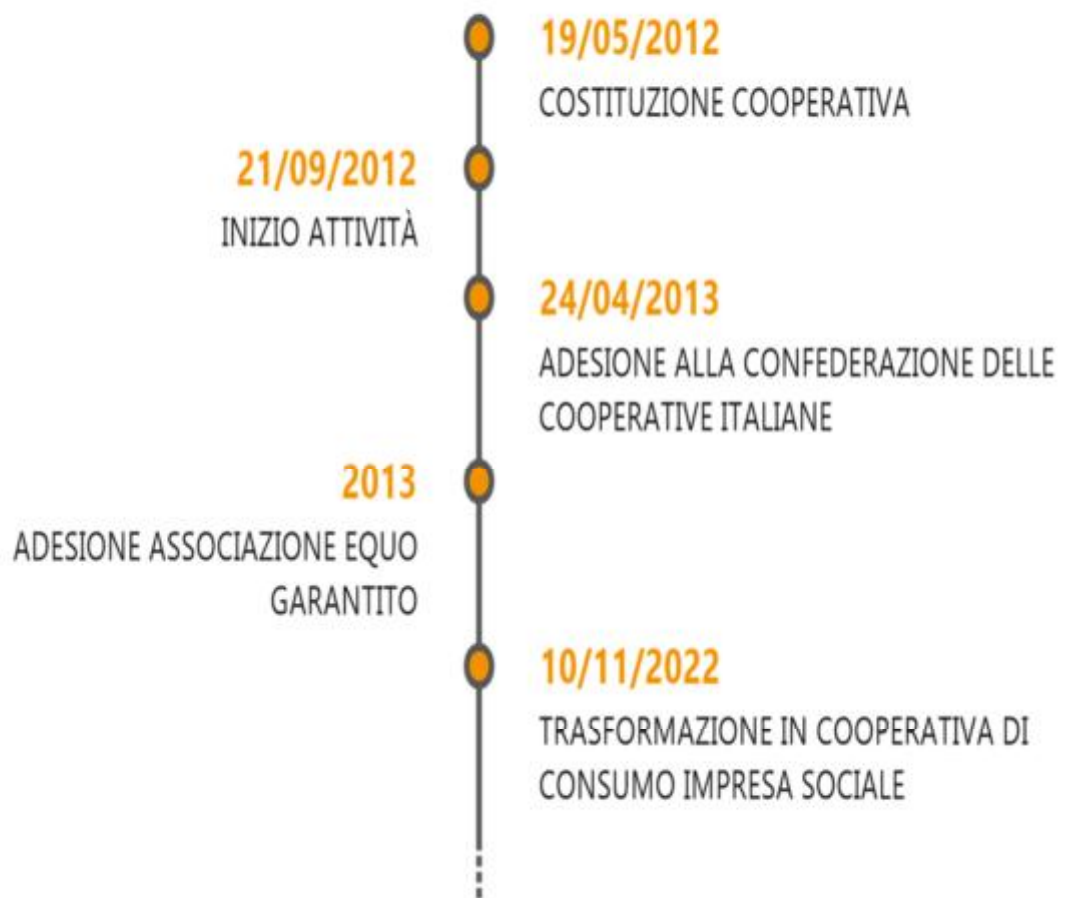 19/05/2012
COSTITUZIONE COOPERATIVA
21/09/2012
INIZIO ATTIVITÀ
24/04/2013
ADESIONE ALLA CONFEDERAZIONE DELLE
COOPERATIVE ITALIANE
2013
ADESIONE ASSOCIAZIONE EQUO
GARANTITO
10/11/2022
TRASFORMAZIONE IN COOPERATIVA DI
CONSUMO IMPRESA SOCIALE